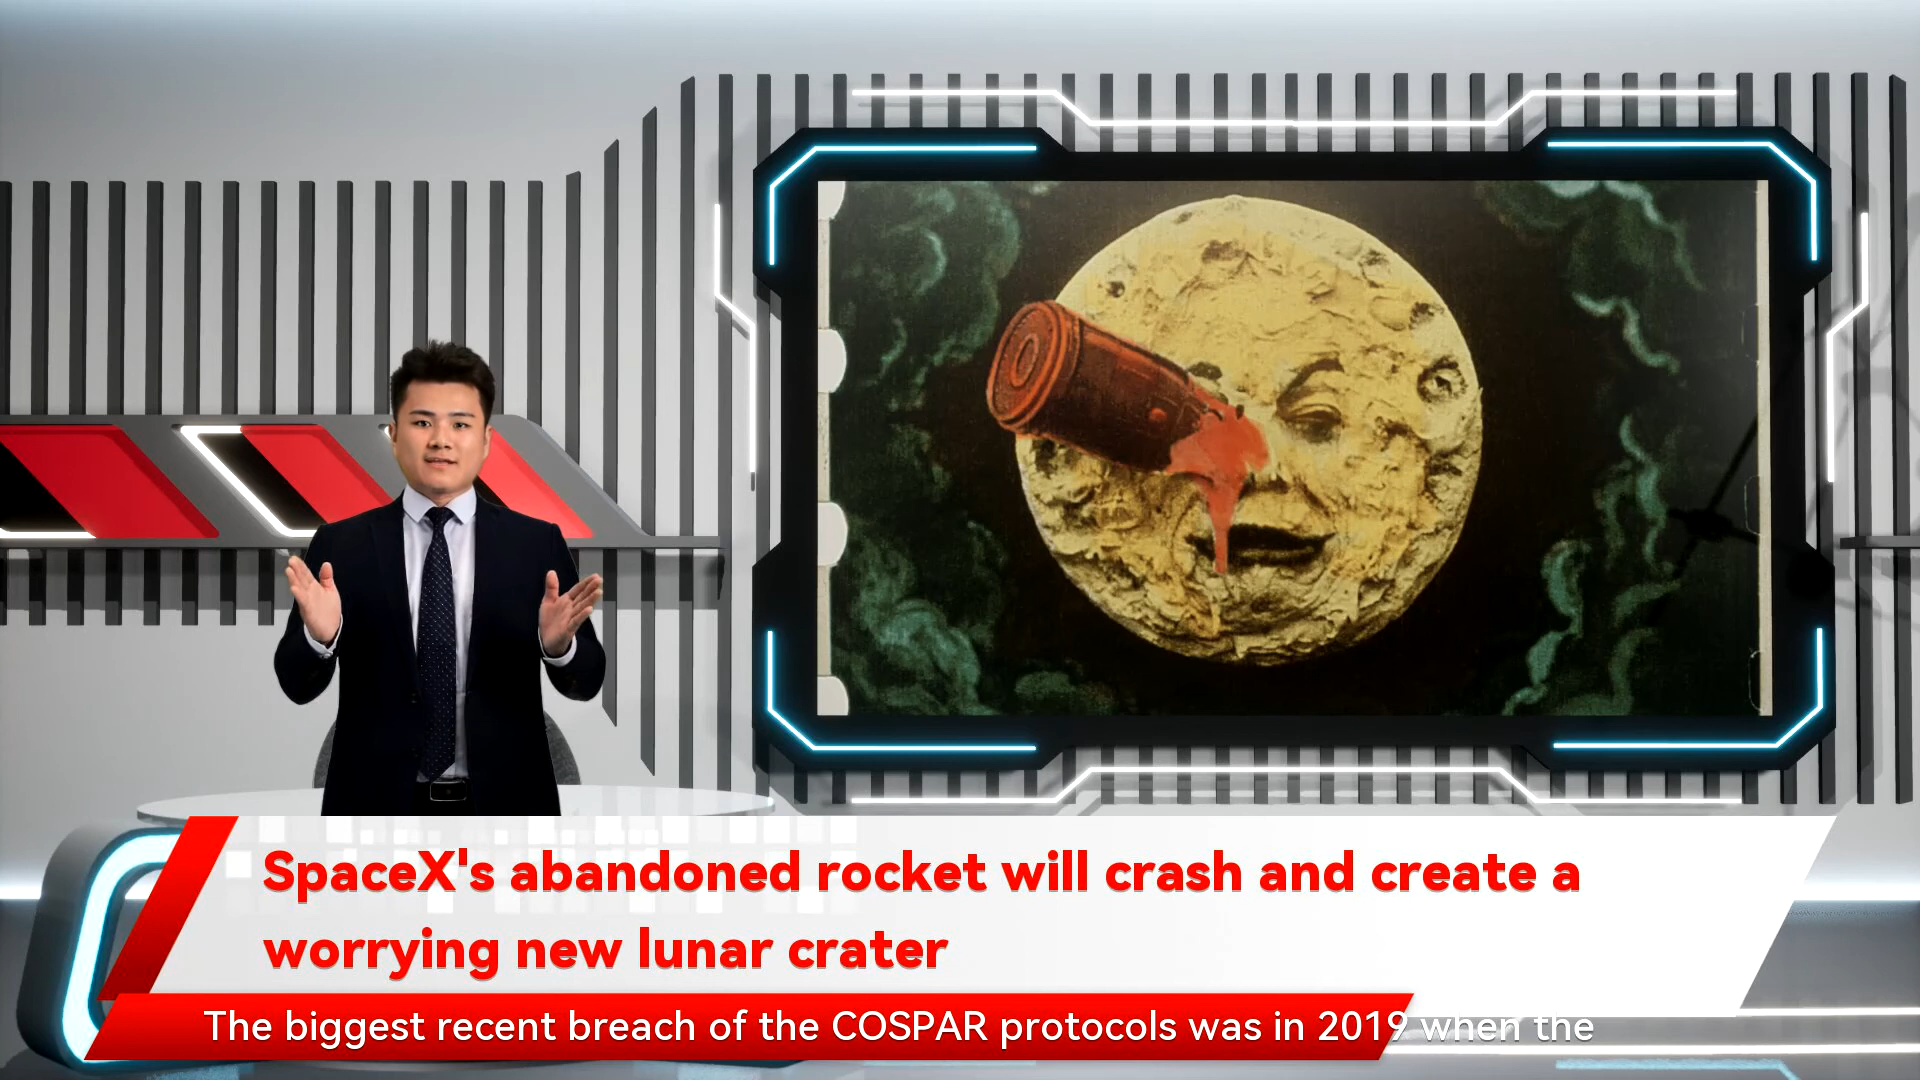 SpaceX's abandoned rocket will crash and create a
worrying new lunar crater
The biggest recent breach of the COSPAR protocols was in 2019 when the